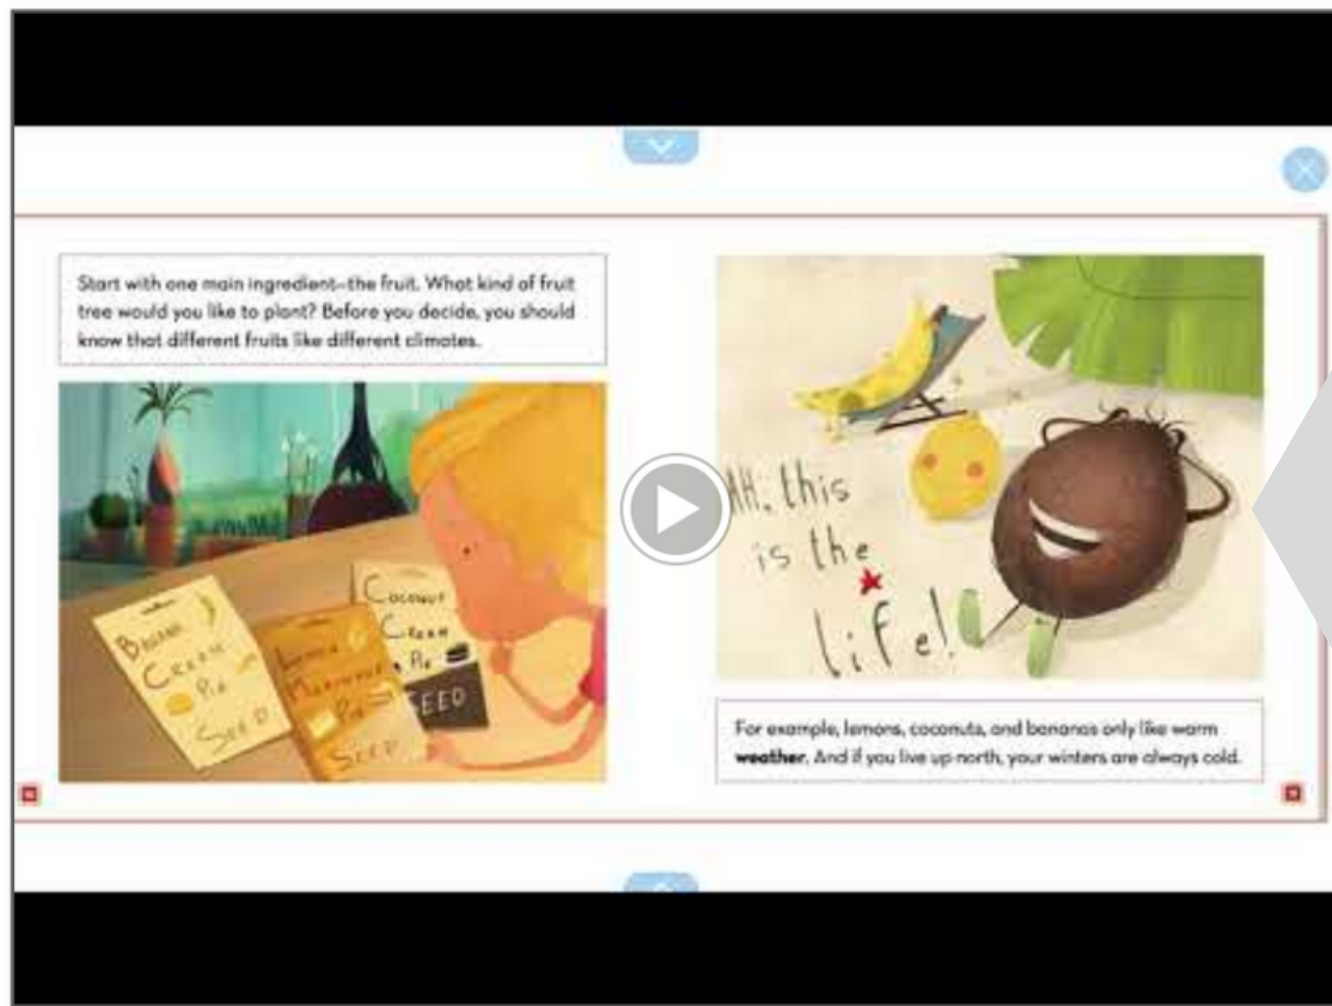 Start with one main ingredient–the fruit. What kind of fruit
tree would you like to plant? Before you decide, you should
know that different fruits like different climates.
BANANA
CREAM
PIE
SEED
LEMON
MERINGUE
PIE
SEED
COCONUT
CREAM
PIE
SEED
AH, this
is the
life!
For example, lemons, coconuts, and bananas only like warm
weather. And if you live up north, your winters are always cold.